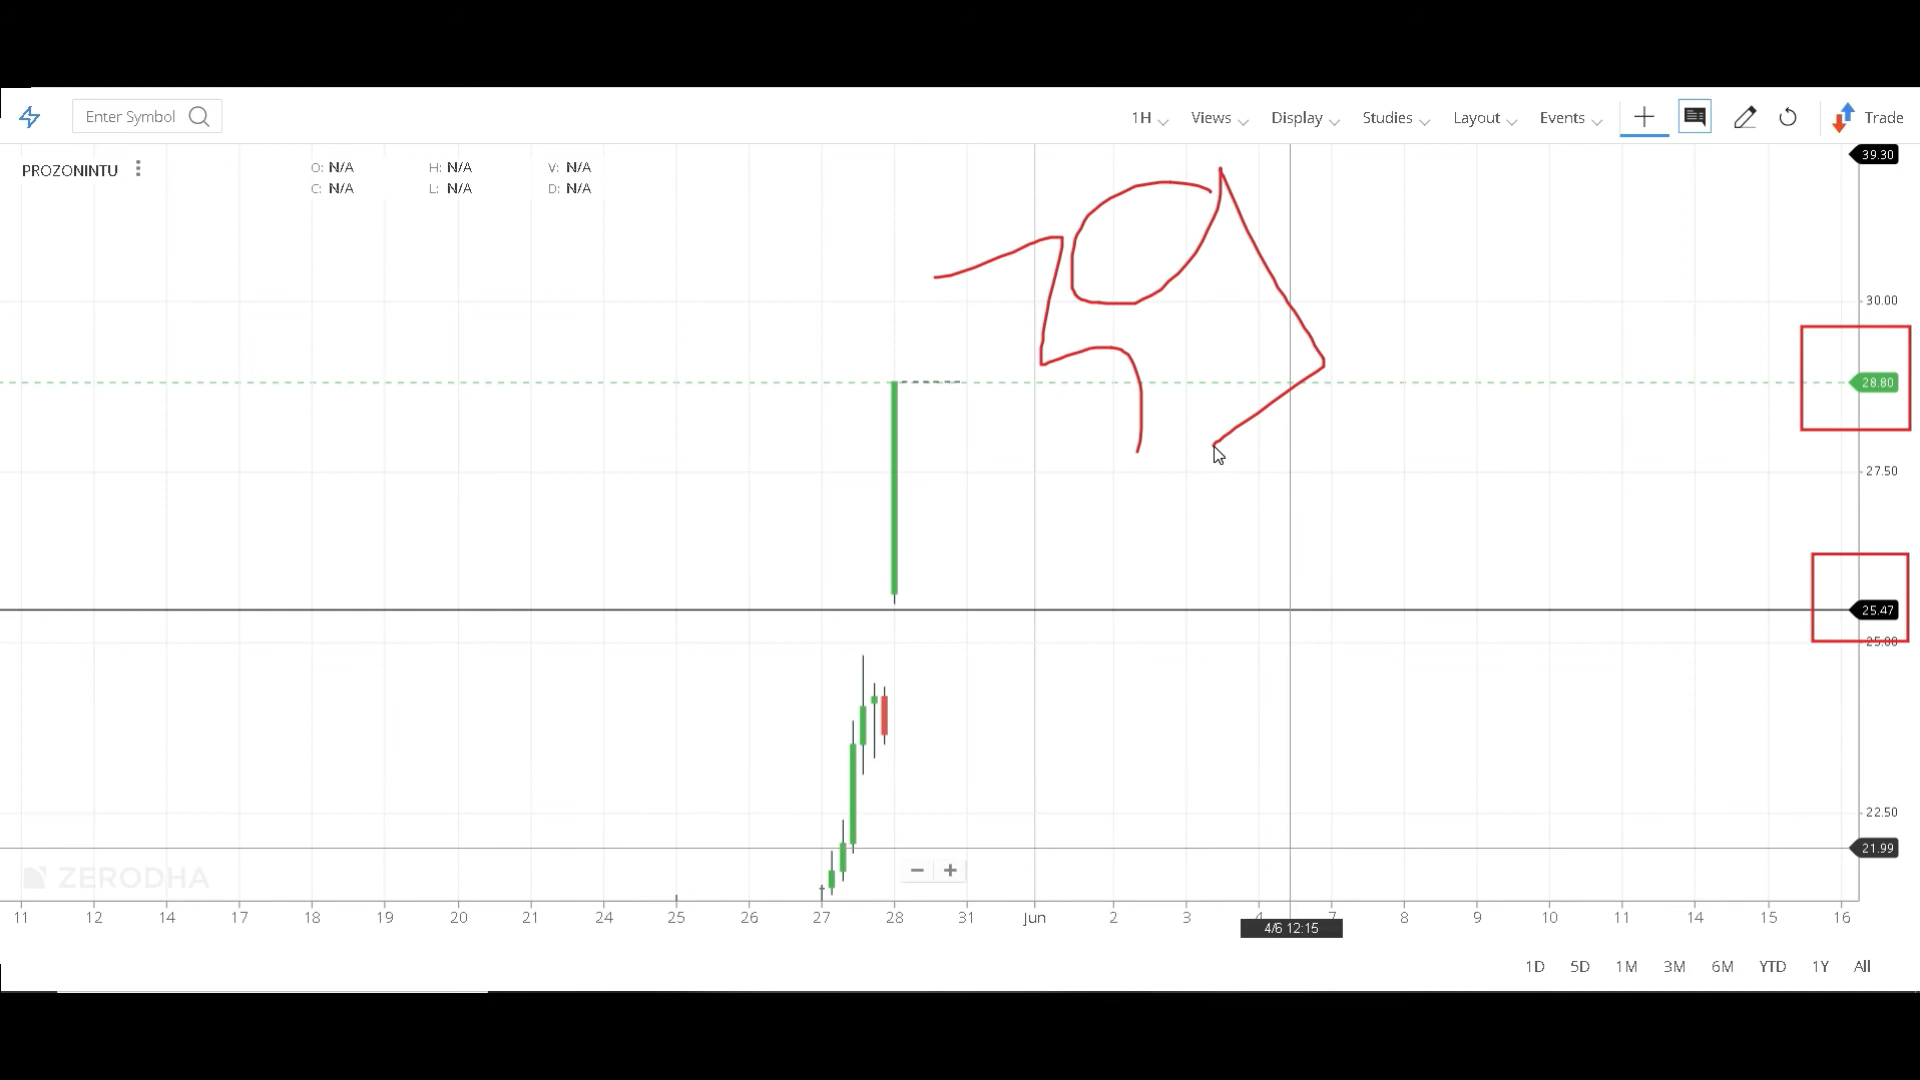 Enter Symbol 1H Views Display Studies Layout Events Trade
PROZONINTU O: N/A H: N/A V: N/A
C: N/A L: N/A D: N/A
39.30
30.00
28.80
27.50
25.47
25.00
22.50
21.99
ZERODHA
11 12 14 17 18 19 20 21 24 25 26 27 28 31 Jun 2 3 4 7 8 9 10 11 14 15 16
4/6 12:15
1D 5D 1M 3M 6M YTD 1Y All